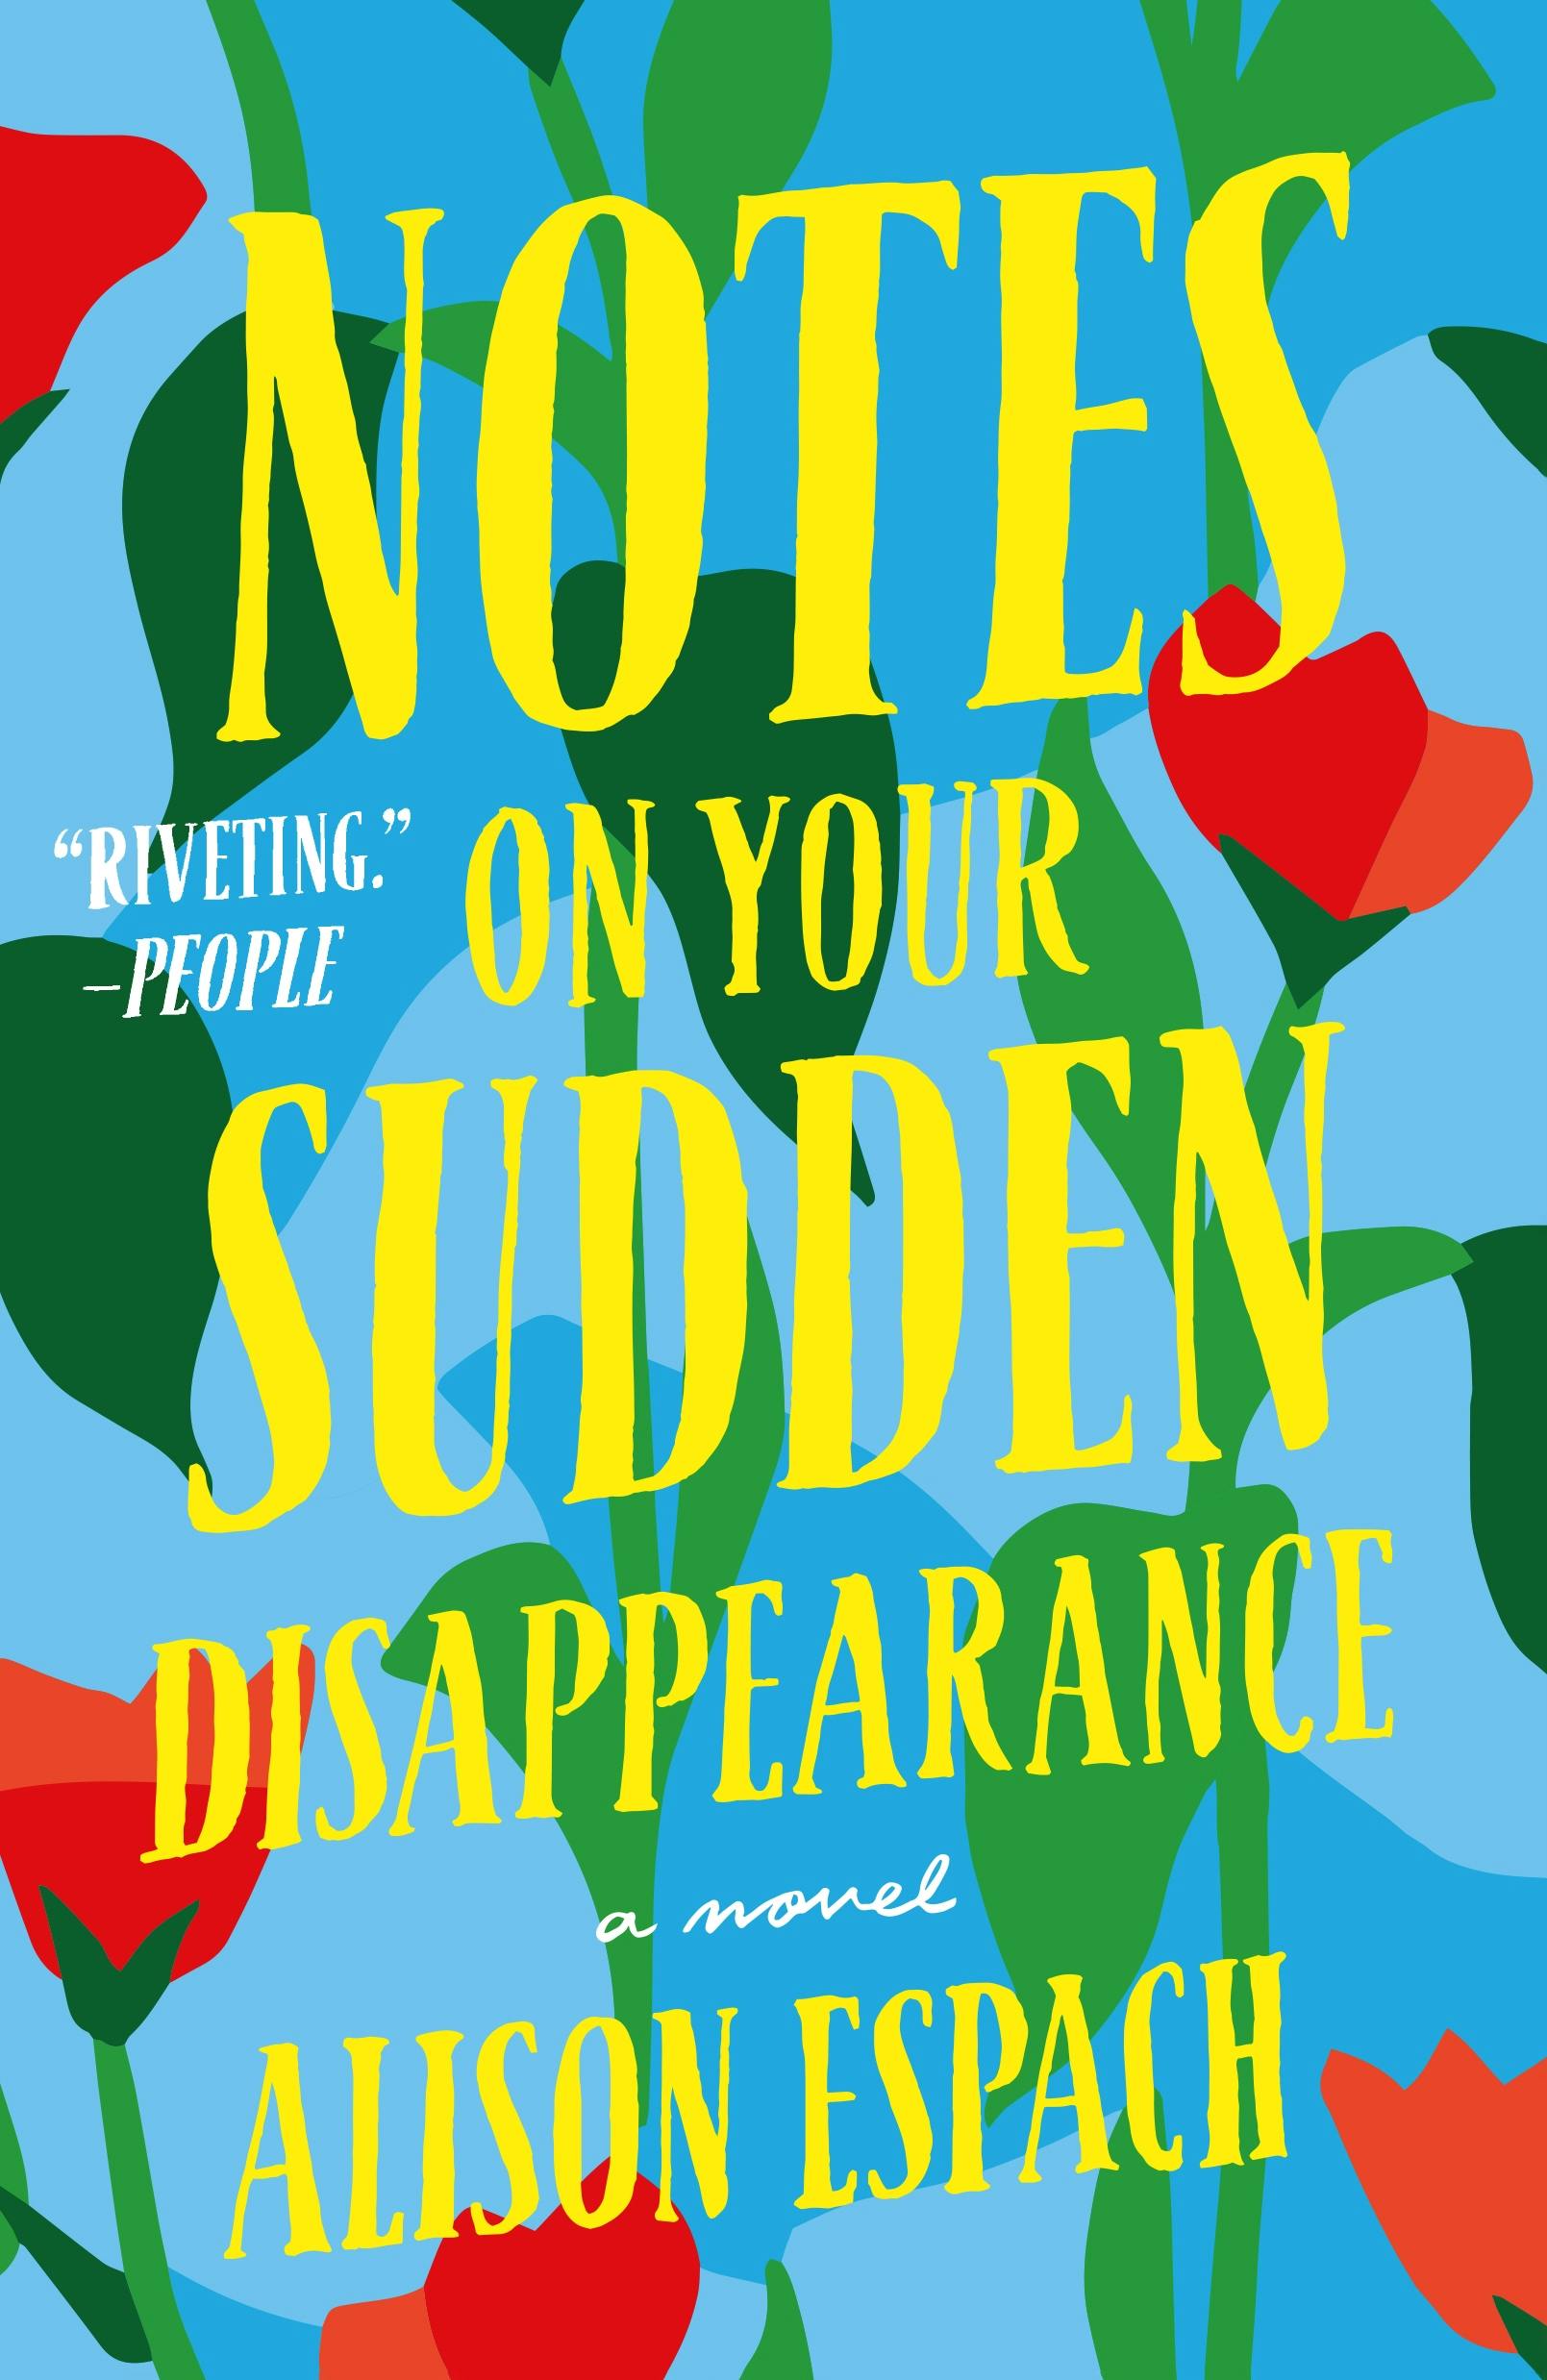 NOTES
"RIVETING."
—PEOPLE
ON YOUR
SUDDEN
DISAPPEARANCE
a novel
ALISON ESPACH